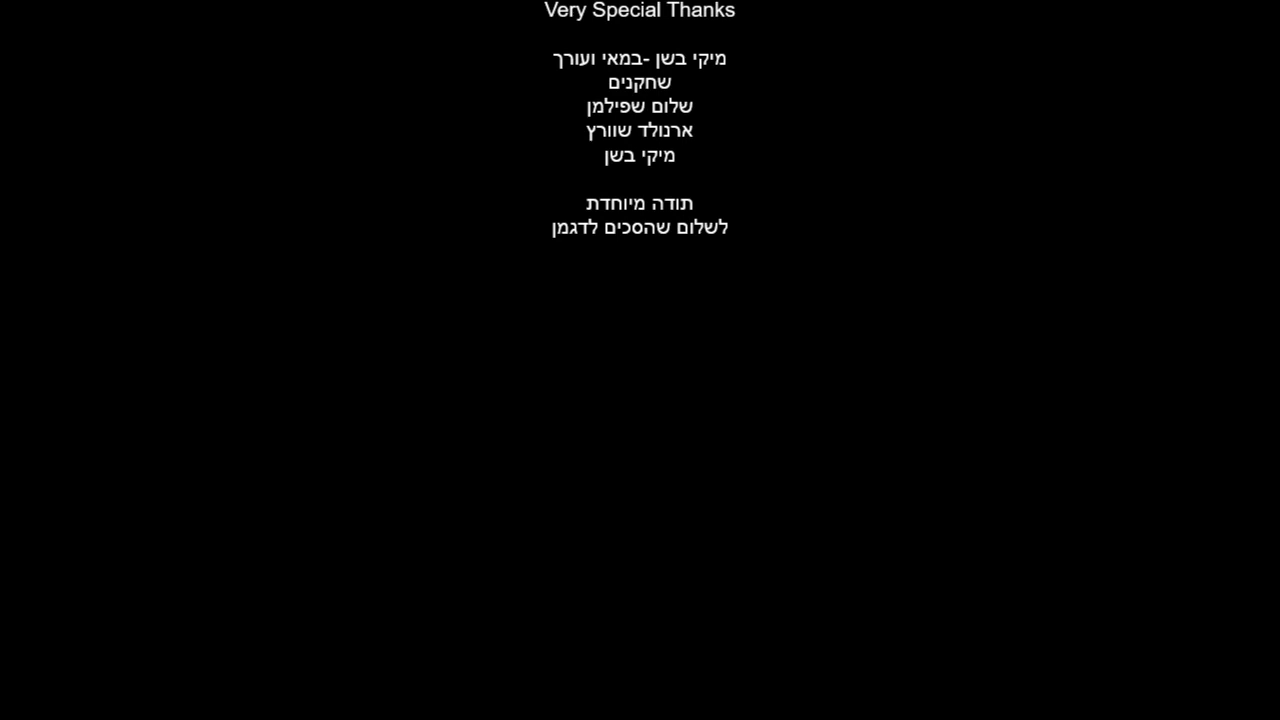 Very Special Thanks
מיקי בשן -במאי ועורך
שחקנים
שלום שפילמן
ארנולד שוורץ
מיקי בשן
תודה מיוחדת
לשלום שהסכים לדגמן